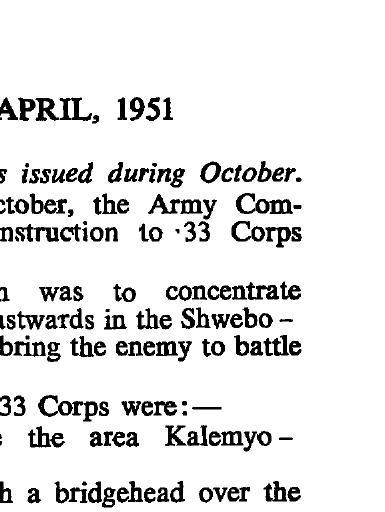 APRIL, 1951
s issued during October.
ctober, the Army Com-
nstruction to 33 Corps
n was to concentrate
astwards in the Shwebo –
bring the enemy to battle
33 Corps were:—
e the area Kalemyo –
h a bridgehead over the